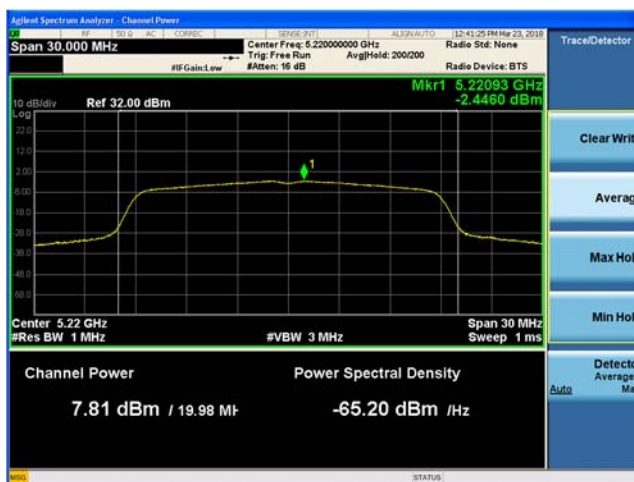 Agilent Spectrum Analyzer - Channel Power
RF 50 Ω AC CORREC SENSE:INT ALIGN AUTO 12:41:25 PM Mar 23, 2018
Span 30.000 MHz
Center Freq: 5.220000000 GHz
Radio Std: None
Trig: Free Run Avg|Hold: 200/200
#IFGain:Low #Atten: 16 dB Radio Device: BTS
Trace/Detector
Mkr1 5.22093 GHz
-2.4460 dBm
10 dB/div Ref 32.00 dBm
Log
22.0
12.0
2.00
-8.00
-18.0
-28.0
-38.0
-48.0
-58.0
1
Center 5.22 GHz Span 30 MHz
#Res BW 1 MHz #VBW 3 MHz Sweep 1 ms
Channel Power Power Spectral Density
7.81 dBm / 19.98 MH -65.20 dBm /Hz
Clear Writ
Averag
Max Hol
Min Hol
Detecto
Average
Auto Ma
MSG STATUS